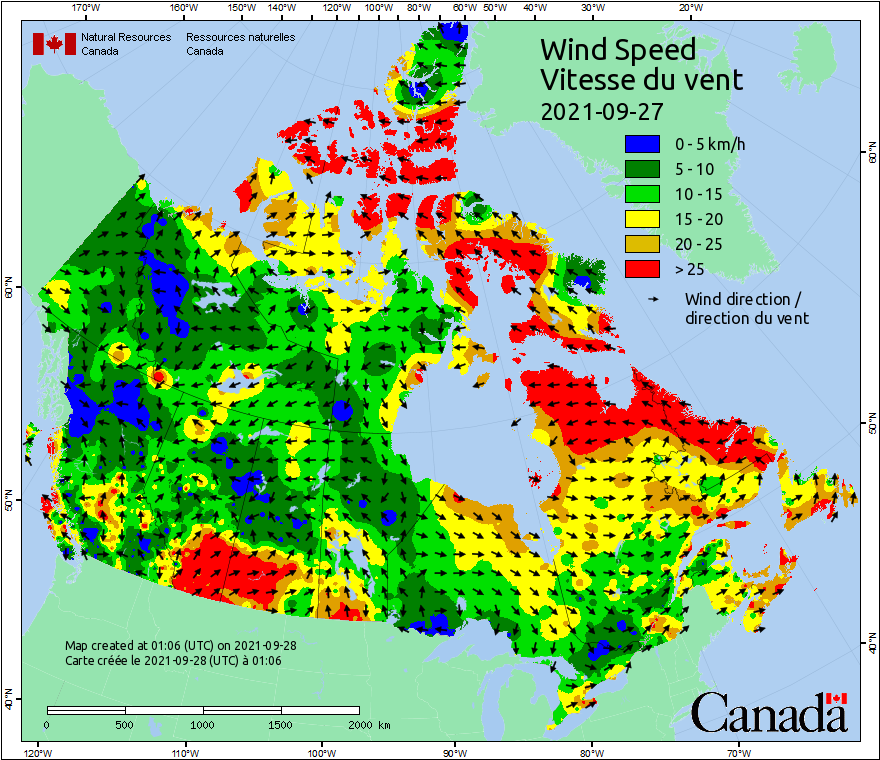 170°W 160°W 150°W 140°W 130°W 120°W 110°W 100°W 90°W 80°W 60°W 50°W 40°W 30°W 20°W
Natural Resources Ressources naturelles
Canada Canada
Wind Speed
Vitesse du vent
2021-09-27
0 - 5 km/h
5 - 10
10 - 15
15 - 20
20 - 25
> 25
Wind direction /
direction du vent
60°N
60°N
50°N
50°N
40°N
40°N
Map created at 01:06 (UTC) on 2021-09-28
Carte créée le 2021-09-28 (UTC) à 01:06
0 500 1000 1500 2000 km
Canada
120°W 110°W 100°W 90°W 80°W 70°W